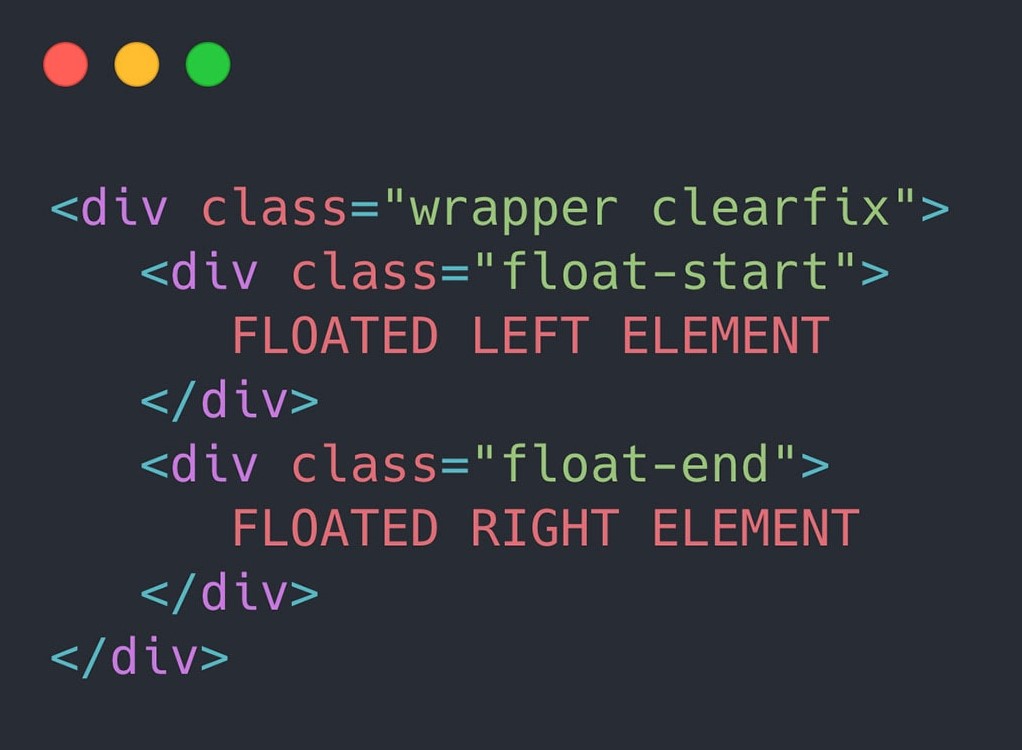 <div class="wrapper clearfix">
<div class="float-start">
FLOATED LEFT ELEMENT
</div>
<div class="float-end">
FLOATED RIGHT ELEMENT
</div>
</div>